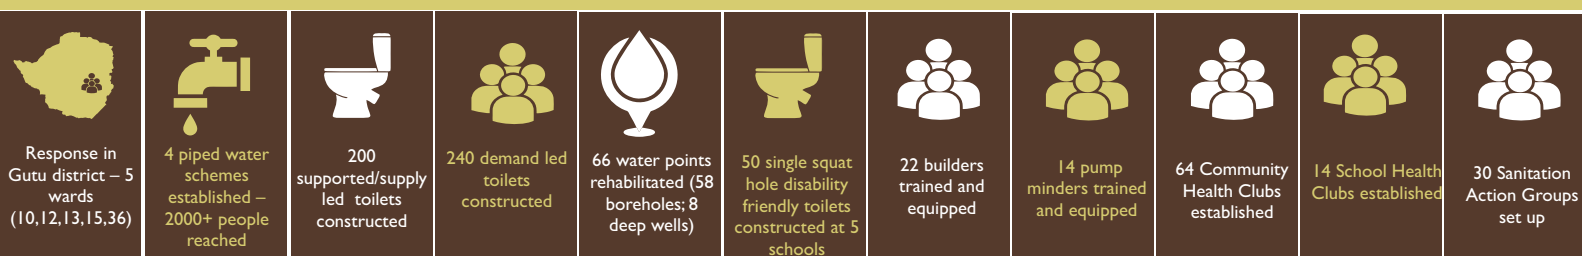 Response in
Gutu district – 5
wards
(10,12,13,15,36)
4 piped water
schemes
established –
2000+ people
reached
200
supported/supply
led toilets
constructed
240 demand led
toilets
constructed
66 water points
rehabilitated (58
boreholes; 8
deep wells)
50 single squat
hole disability
friendly toilets
constructed at 5
schools
22 builders
trained and
equipped
14 pump
minders trained
and equipped
64 Community
Health Clubs
established
14 School Health
Clubs established
30 Sanitation
Action Groups
set up